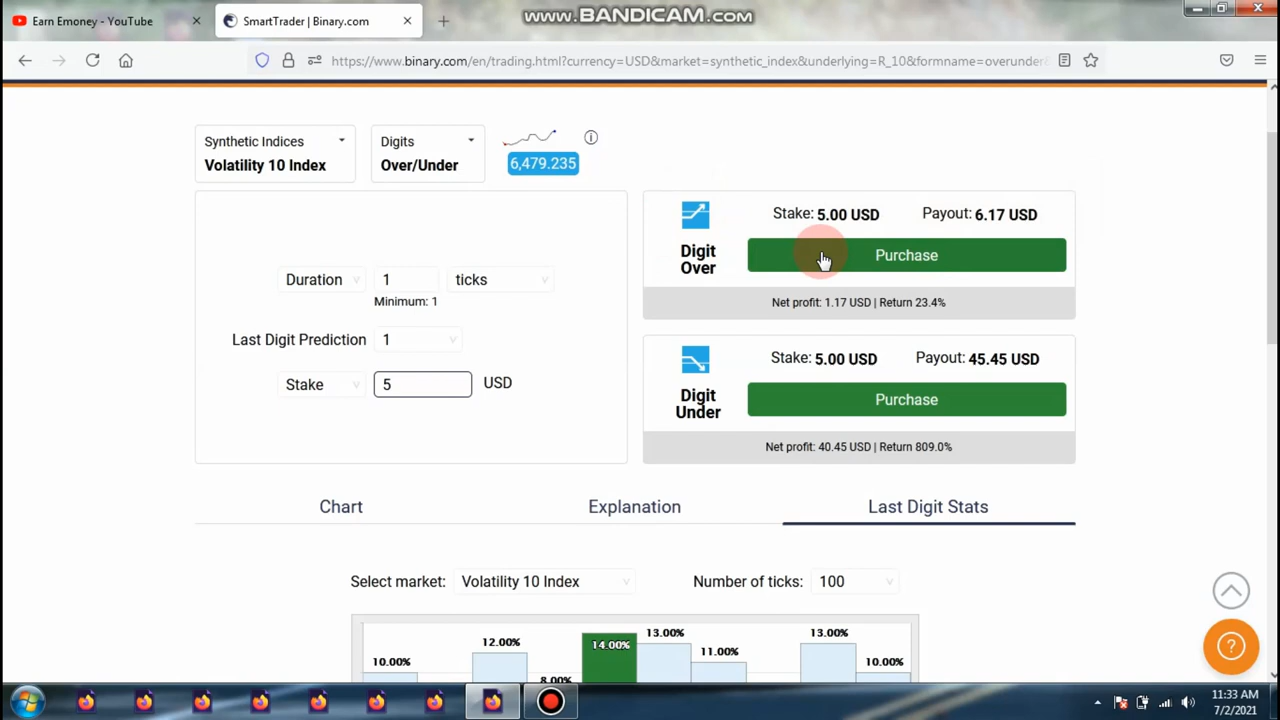 Earn Emoney - YouTube
SmartTrader | Binary.com
www.BANDICAM.com
https://www.binary.com/en/trading.html?currency=USD&market=synthetic_index&underlying=R_10&formname=overunder
Synthetic Indices
Volatility 10 Index
Digits
Over/Under
6,479.235
Duration 1 ticks
Minimum: 1
Last Digit Prediction 1
Stake 5 USD
Stake: 5.00 USD Payout: 6.17 USD
Digit Over
Purchase
Net profit: 1.17 USD | Return 23.4%
Stake: 5.00 USD Payout: 45.45 USD
Digit Under
Purchase
Net profit: 40.45 USD | Return 809.0%
Chart Explanation Last Digit Stats
Select market: Volatility 10 Index Number of ticks: 100
10.00% 12.00% 8.00% 14.00% 13.00% 11.00% 13.00% 10.00%
11:33 AM
7/2/2021